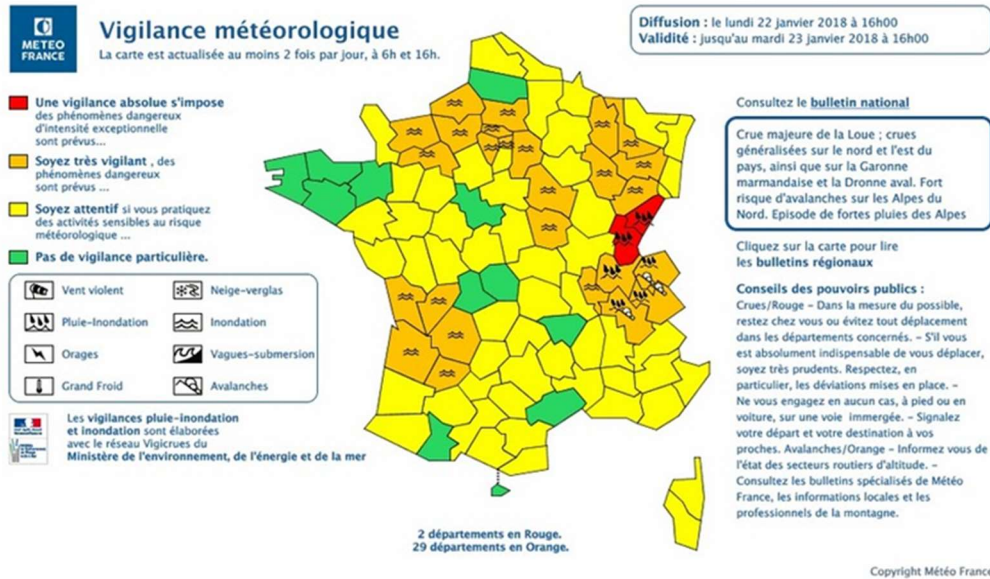 METEO
FRANCE
Vigilance météorologique
La carte est actualisée au moins 2 fois par jour, à 6h et 16h.
Diffusion : le lundi 22 janvier 2018 à 16h00
Validité : jusqu'au mardi 23 janvier 2018 à 16h00
Une vigilance absolue s'impose
des phénomènes dangereux
d'intensité exceptionnelle
sont prévus...
Soyez très vigilant , des
phénomènes dangereux
sont prévus ...
Soyez attentif si vous pratiquez
des activités sensibles au risque
météorologique ...
Pas de vigilance particulière.
Vent violent
Neige-verglas
Pluie-Inondation
Inondation
Orages
Vagues-submersion
Grand Froid
Avalanches
Les vigilances pluie-inondation
et inondation sont élaborées
avec le réseau Vigicrues du
Ministère de l'environnement, de l'énergie et de la mer
2 départements en Rouge.
29 départements en Orange.
Consultez le bulletin national
Crue majeure de la Loue ; crues
généralisées sur le nord et l'est du
pays, ainsi que sur la Garonne
marmandaise et la Dronne aval. Fort
risque d'avalanches sur les Alpes du
Nord. Episode de fortes pluies des Alpes
Cliquez sur la carte pour lire
les bulletins régionaux
Conseils des pouvoirs publics :
Crues/Rouge - Dans la mesure du possible,
restez chez vous ou évitez tout déplacement
dans les départements concernés. - S'il vous
est absolument indispensable de vous déplacer,
soyez très prudents. Respectez, en
particulier, les déviations mises en place. -
Ne vous engagez en aucun cas, à pied ou en
voiture, sur une voie immergée. - Signalez
votre départ et votre destination à vos
proches. Avalanches/Orange - Informez vous de
l'état des secteurs routiers d'altitude. -
Consultez les bulletins spécialisés de Météo
France, les informations locales et les
professionnels de la montagne.
Copyright Météo France